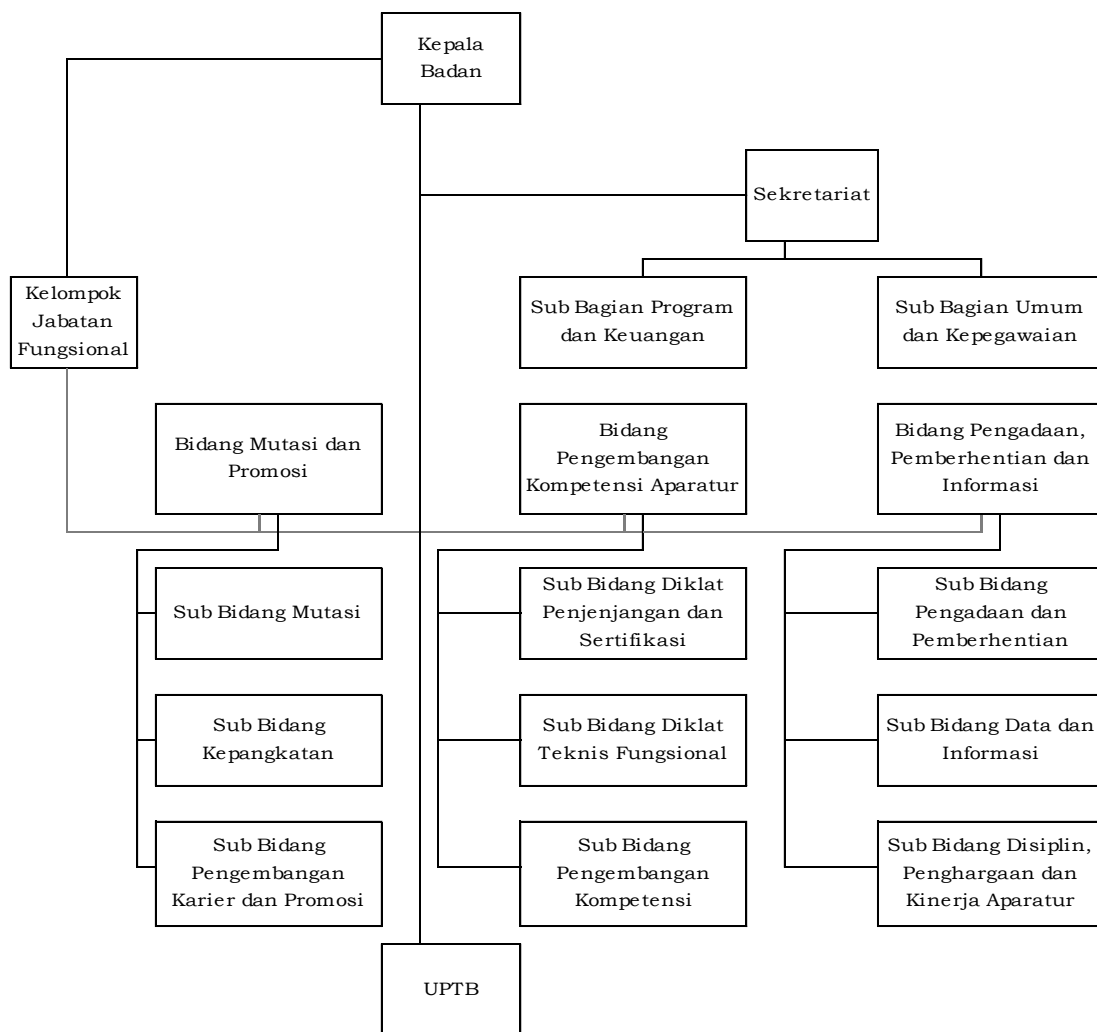 Kepala
Badan
Sekretariat
Kelompok
Jabatan
Fungsional
Sub Bagian Program
dan Keuangan
Sub Bagian Umum
dan Kepegawaian
Bidang Mutasi dan
Promosi
Bidang
Pengembangan
Kompetensi Aparatur
Bidang Pengadaan,
Pemberhentian dan
Informasi
Sub Bidang Mutasi
Sub Bidang Diklat
Penjenjangan dan
Sertifikasi
Sub Bidang
Pengadaan dan
Pemberhentian
Sub Bidang
Kepangkatan
Sub Bidang Diklat
Teknis Fungsional
Sub Bidang Data dan
Informasi
Sub Bidang
Pengembangan
Karier dan Promosi
Sub Bidang
Pengembangan
Kompetensi
Sub Bidang Disiplin,
Penghargaan dan
Kinerja Aparatur
UPTB